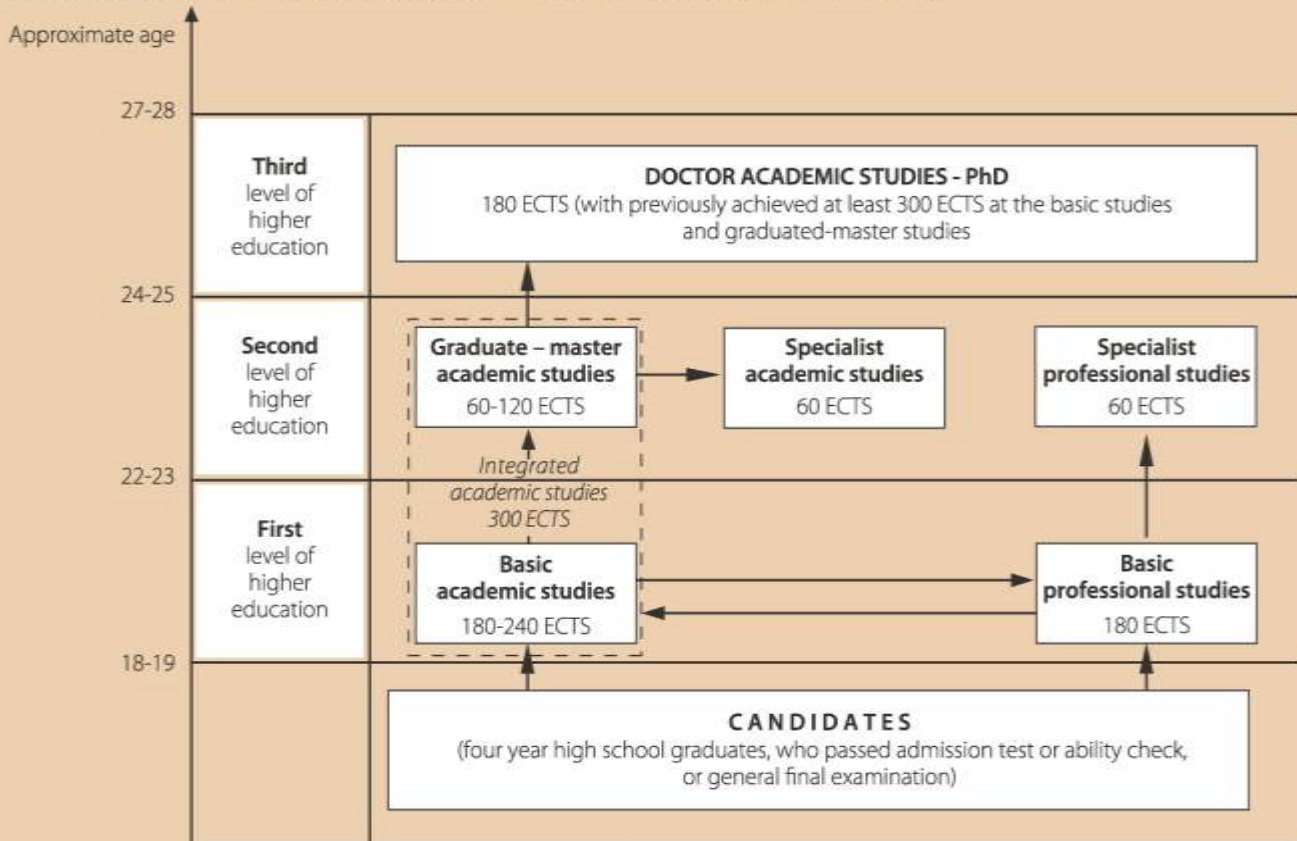 Approximate age
27-28
Third
level of
higher
education
DOCTOR ACADEMIC STUDIES - PhD
180 ECTS (with previously achieved at least 300 ECTS at the basic studies
and graduated-master studies
24-25
Second
level of
higher
education
Graduate – master
academic studies
60-120 ECTS
Specialist
academic studies
60 ECTS
Specialist
professional studies
60 ECTS
Integrated
academic studies
300 ECTS
22-23
First
level of
higher
education
Basic
academic studies
180-240 ECTS
Basic
professional studies
180 ECTS
18-19
CANDIDATES
(four year high school graduates, who passed admission test or ability check,
or general final examination)